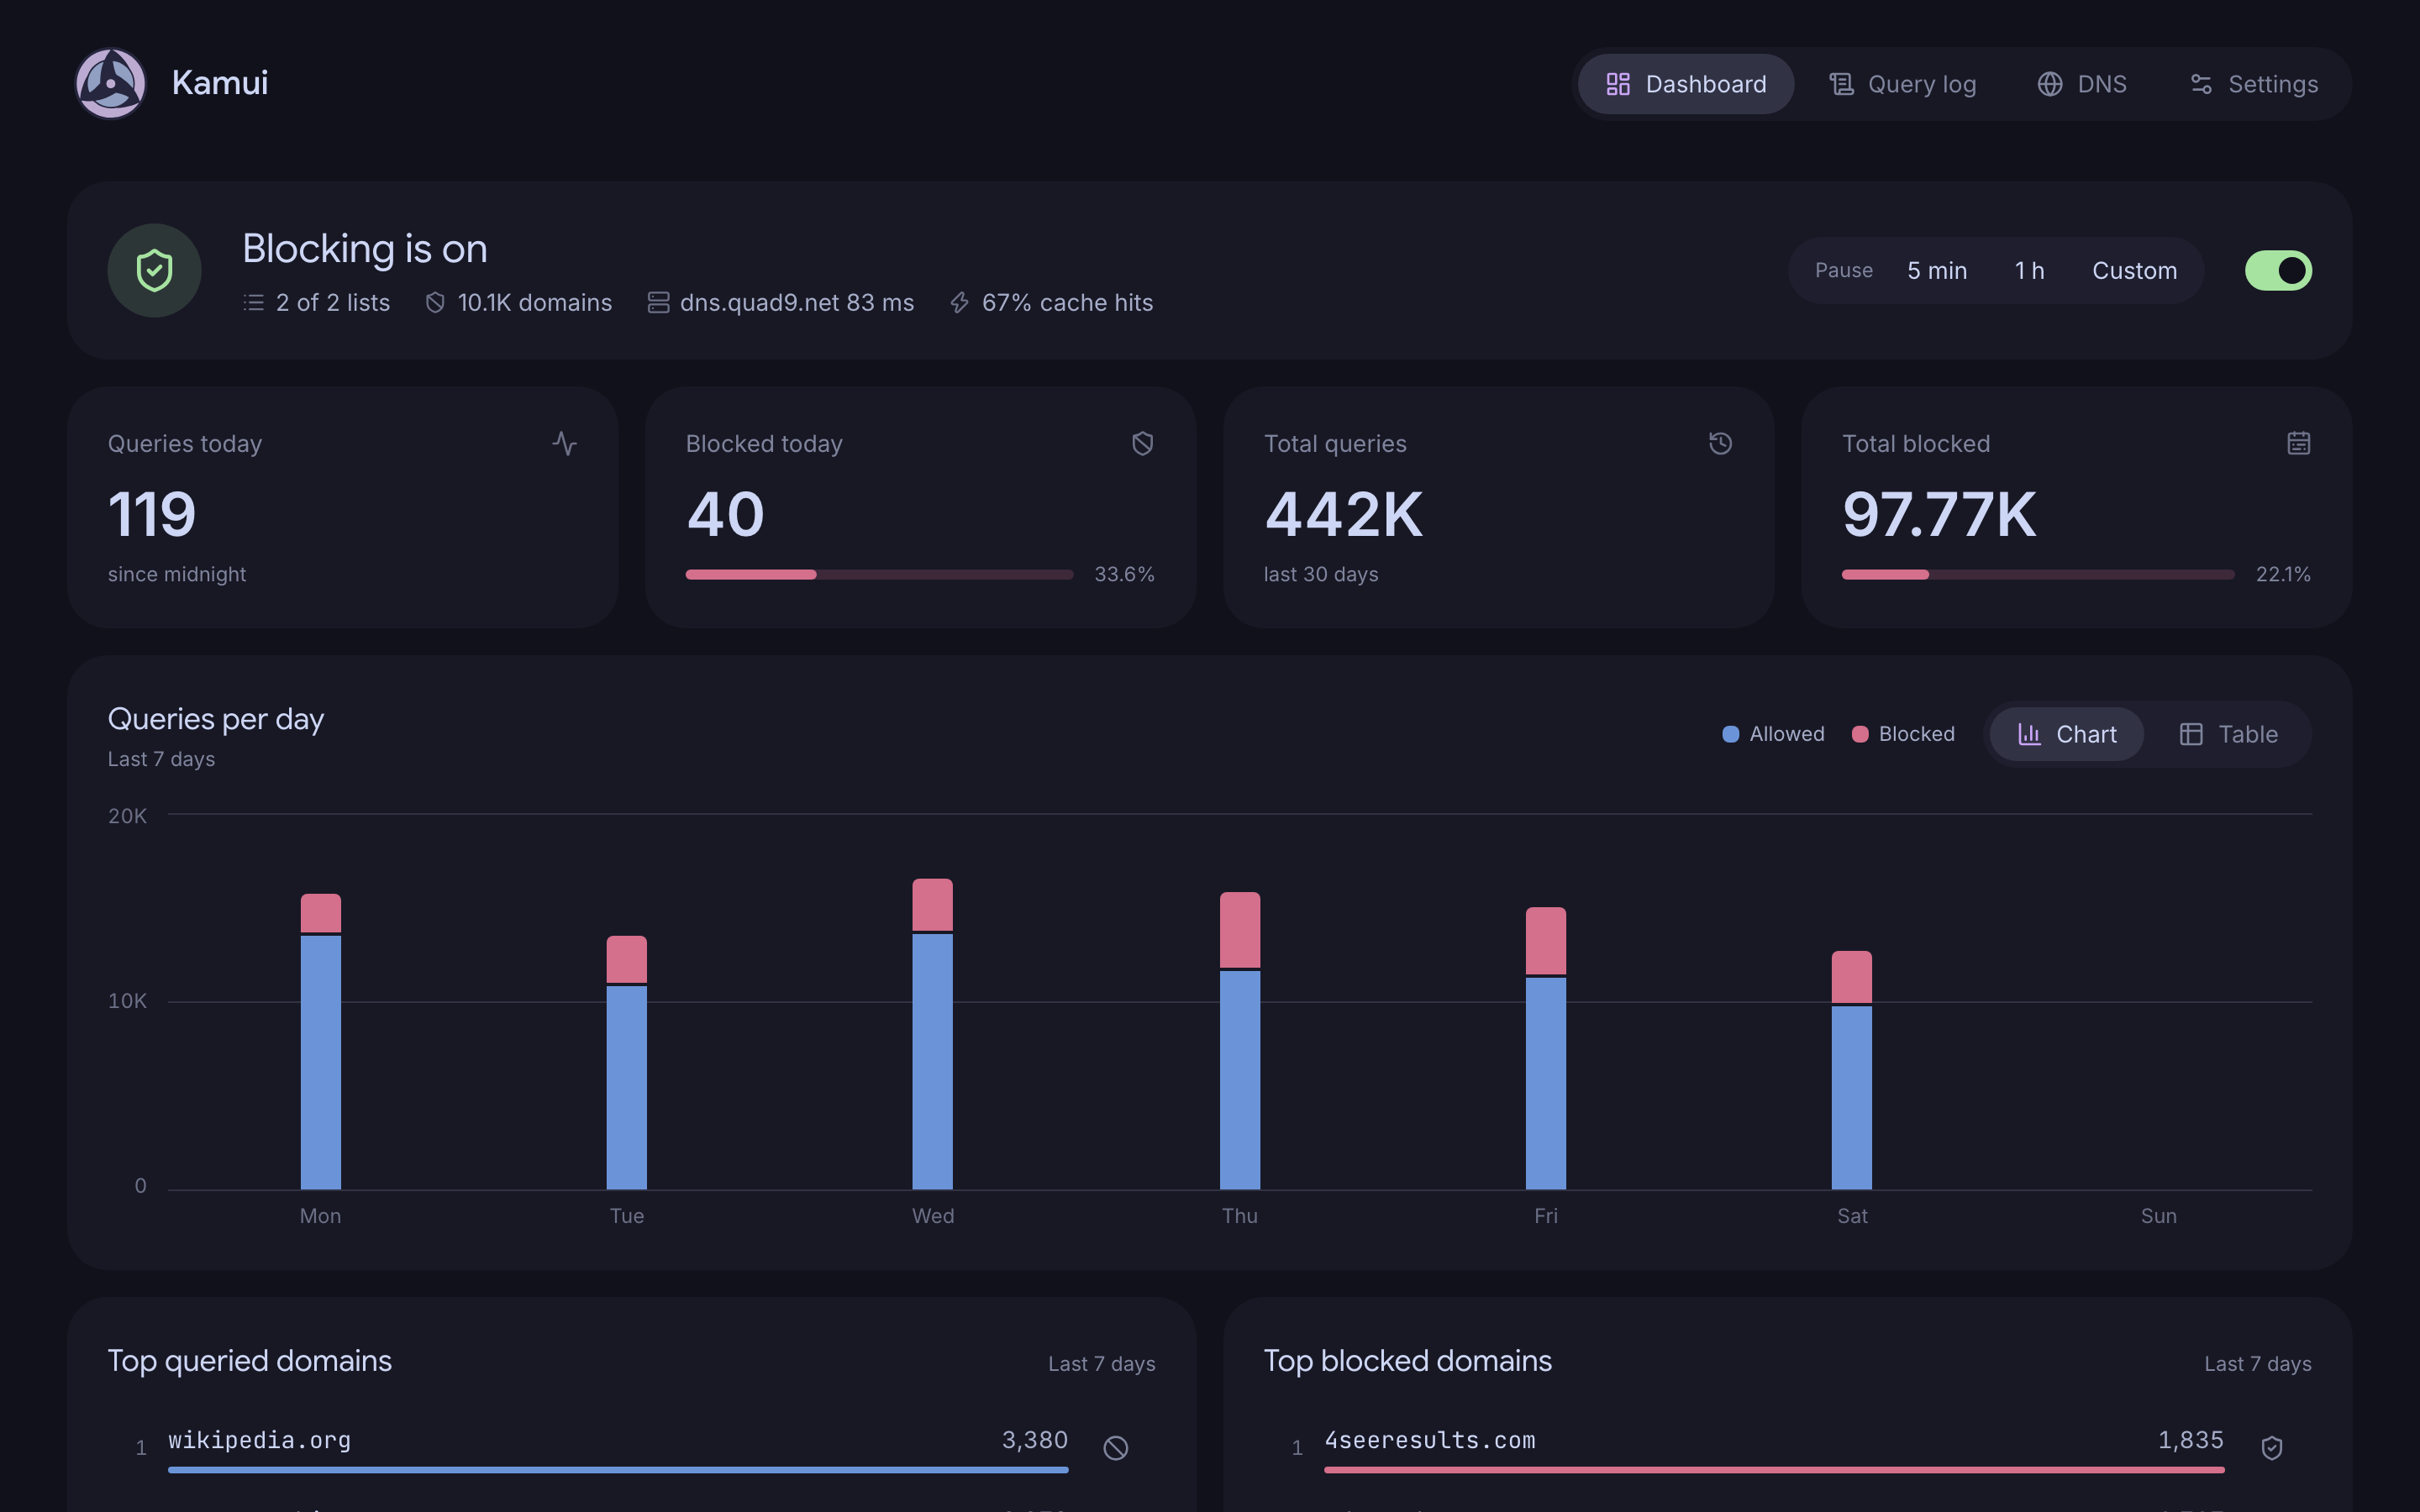 Kamui
Dashboard
Query log
DNS
Settings
Blocking is on
2 of 2 lists
10.1K domains
dns.quad9.net 83 ms
67% cache hits
Pause
5 min
1 h
Custom
Queries today
119
since midnight
Blocked today
40
33.6%
Total queries
442K
last 30 days
Total blocked
97.77K
22.1%
Queries per day
Last 7 days
Allowed
Blocked
Chart
Table
20K
10K
0
Mon
Tue
Wed
Thu
Fri
Sat
Sun
Top queried domains
Last 7 days
1
wikipedia.org
3,380
Top blocked domains
Last 7 days
1
4seeresults.com
1,835